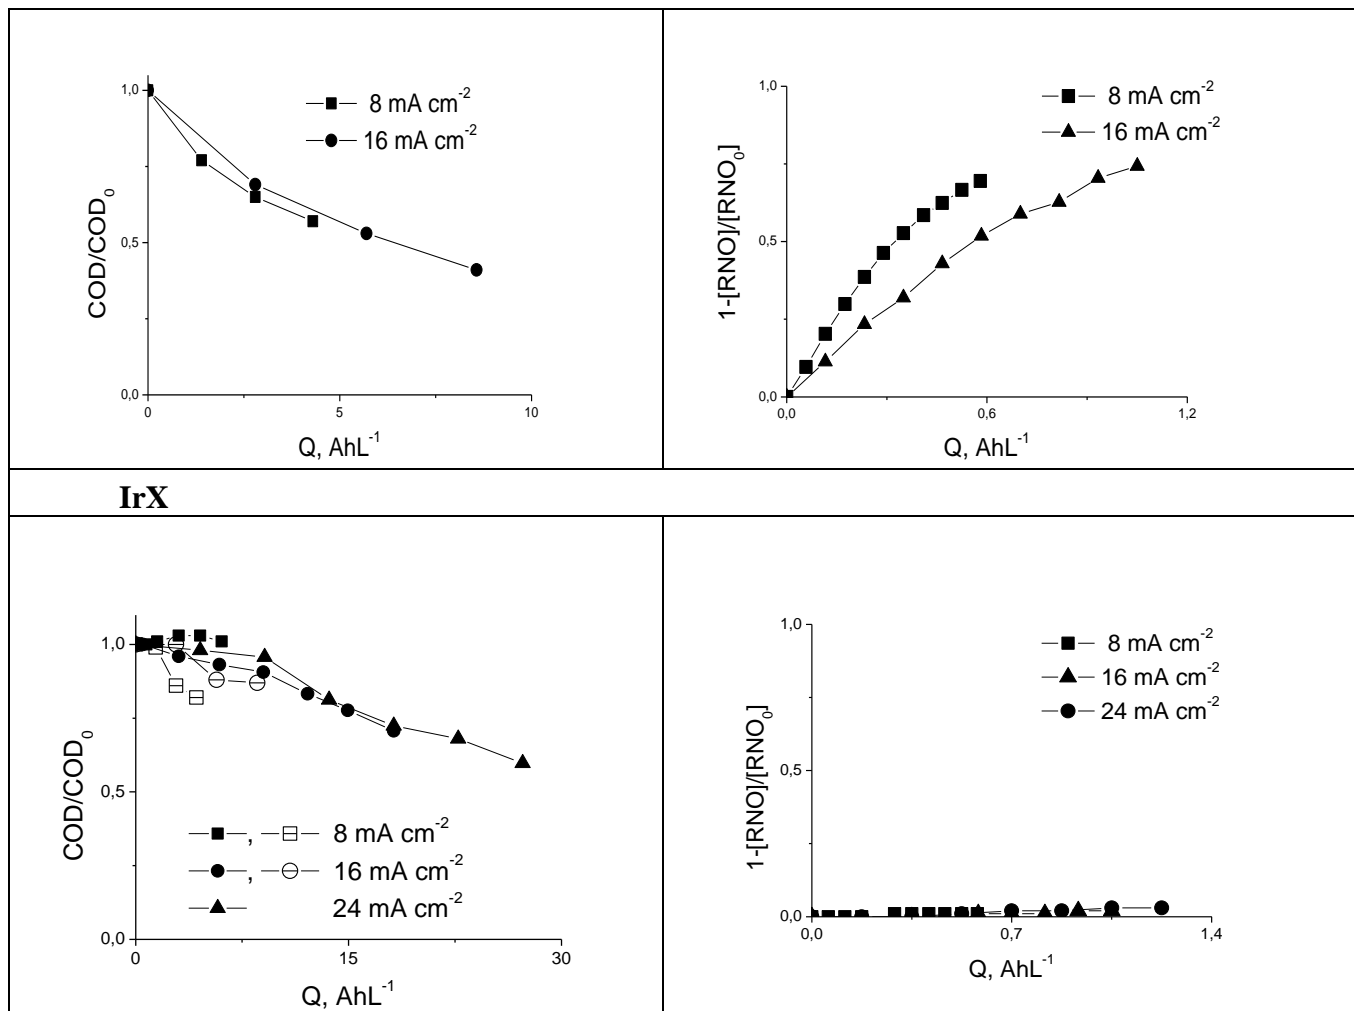 1,0
0,5
0,0
0
5
10
COD/COD₀
Q, AhL⁻¹
8 mA cm⁻²
16 mA cm⁻²
1,0
0,5
0,0
0,0
0,6
1,2
1-[RNO]/[RNO₀]
Q, AhL⁻¹
8 mA cm⁻²
16 mA cm⁻²
IrX
1,0
0,5
0,0
0
15
30
COD/COD₀
Q, AhL⁻¹
, 8 mA cm⁻²
, 16 mA cm⁻²
24 mA cm⁻²
1,0
0,5
0,0
0,0
0,7
1,4
1-[RNO]/[RNO₀]
Q, AhL⁻¹
8 mA cm⁻²
16 mA cm⁻²
24 mA cm⁻²